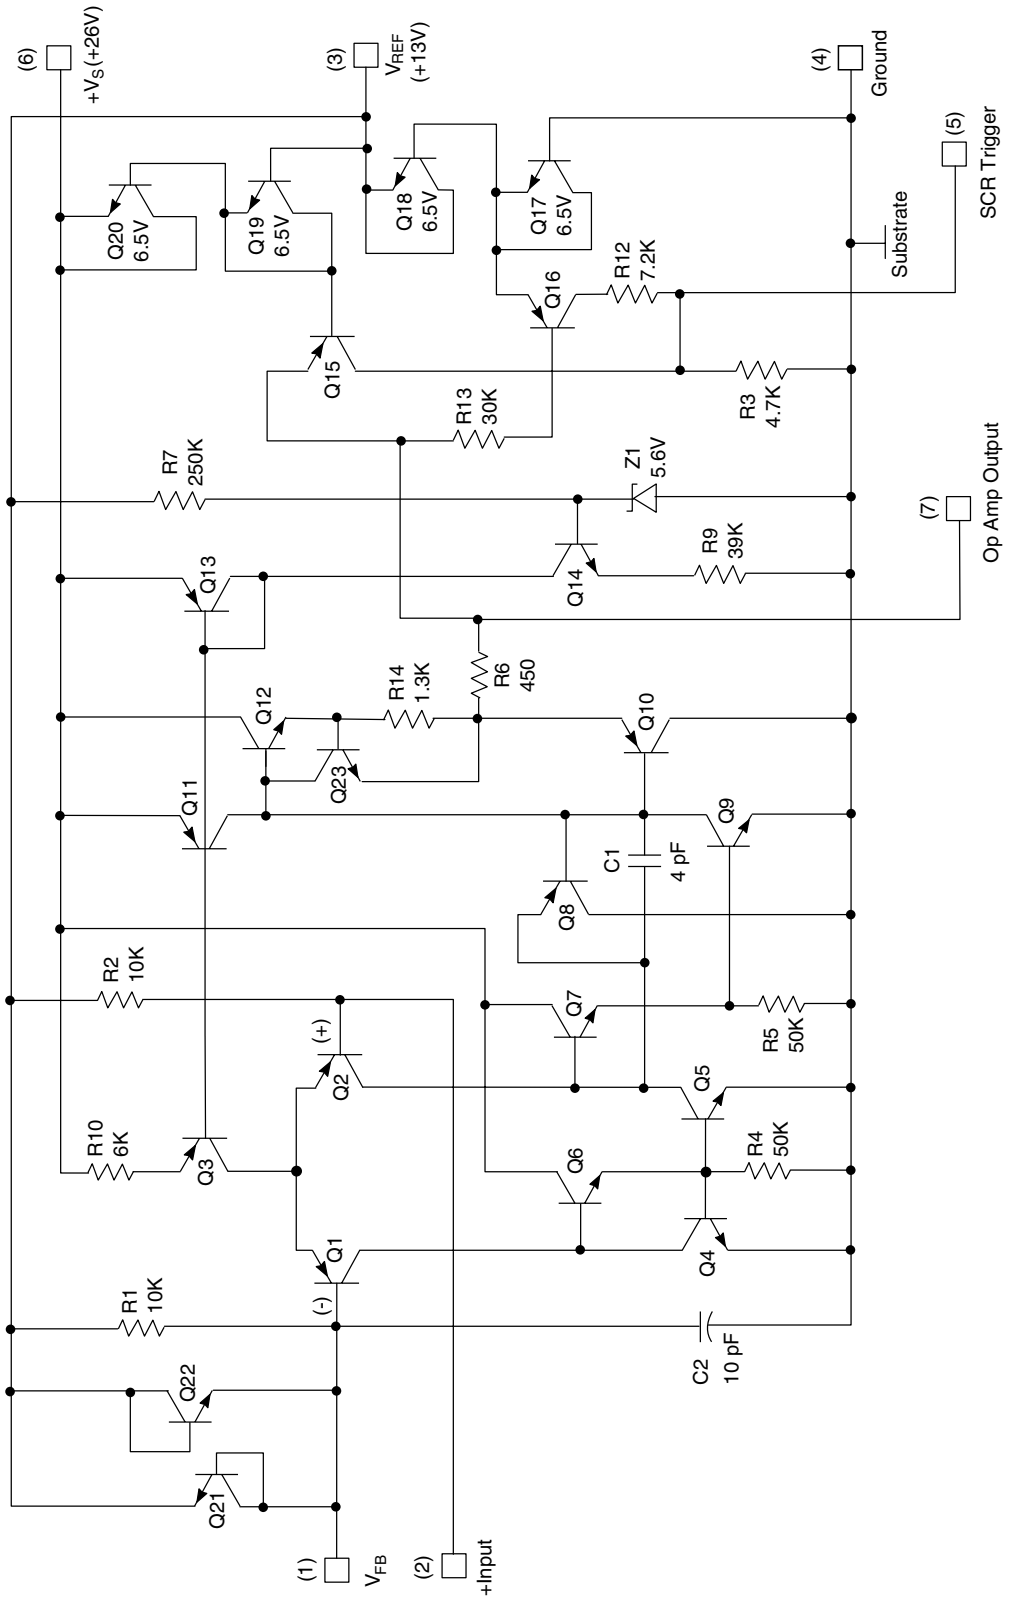 (6)
+VS (+26V)
(3)
VREF
(+13V)
(4)
Ground
(5)
SCR Trigger
Substrate
(7)
Op Amp Output
Q20
6.5V
Q19
6.5V
Q18
6.5V
Q17
6.5V
Q16
R12
7.2K
Q15
R13
30K
R3
4.7K
R7
250K
Z1
5.6V
Q13
Q14
R9
39K
Q12
R14
1.3K
R6
450
Q23
Q10
Q11
C1
4 pF
Q9
Q8
R2
10K
(+)
Q2
Q7
R5
50K
Q5
R10
6K
Q3
Q6
R4
50K
Q1
(-)
Q4
R1
10K
C2
10 pF
Q22
Q21
(1)
VFB
(2)
+Input